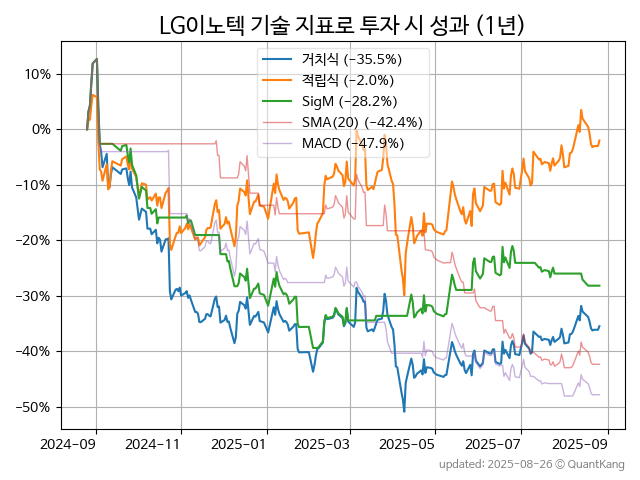 LG이노텍 기술 지표로 투자 시 성과 (1년)
거치식 (−35.5%)
적립식 (−2.0%)
SigM (−28.2%)
SMA(20) (−42.4%)
MACD (−47.9%)
10%
0%
−10%
−20%
−30%
−40%
−50%
2024-09 2024-11 2025-01 2025-03 2025-05 2025-07 2025-09
updated: 2025-08-26 © QuantKang